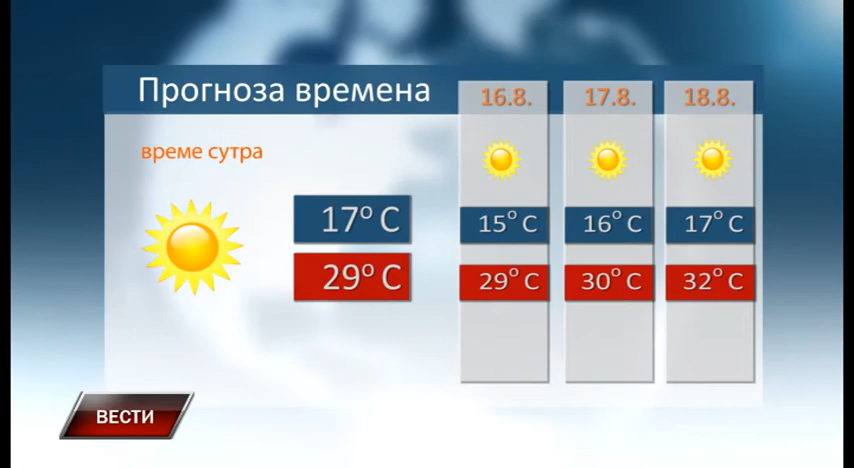 Прогноза времена
време сутра
17° C
29° C
16.8. 17.8. 18.8.
15° C 16° C 17° C
29° C 30° C 32° C
ВЕСТИ